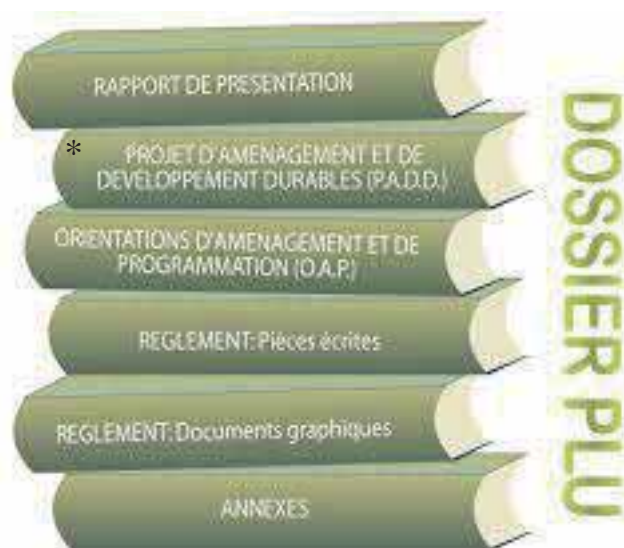 RAPPORT DE PRESENTATION
* PROJET D'AMENAGEMENT ET DE
DEVELOPPEMENT DURABLES (P.A.D.D.)
ORIENTATIONS D'AMENAGEMENT ET DE
PROGRAMMATION (O.A.P.)
REGLEMENT: Pièces écrites
REGLEMENT: Documents graphiques
ANNEXES
DOSSIER PLU